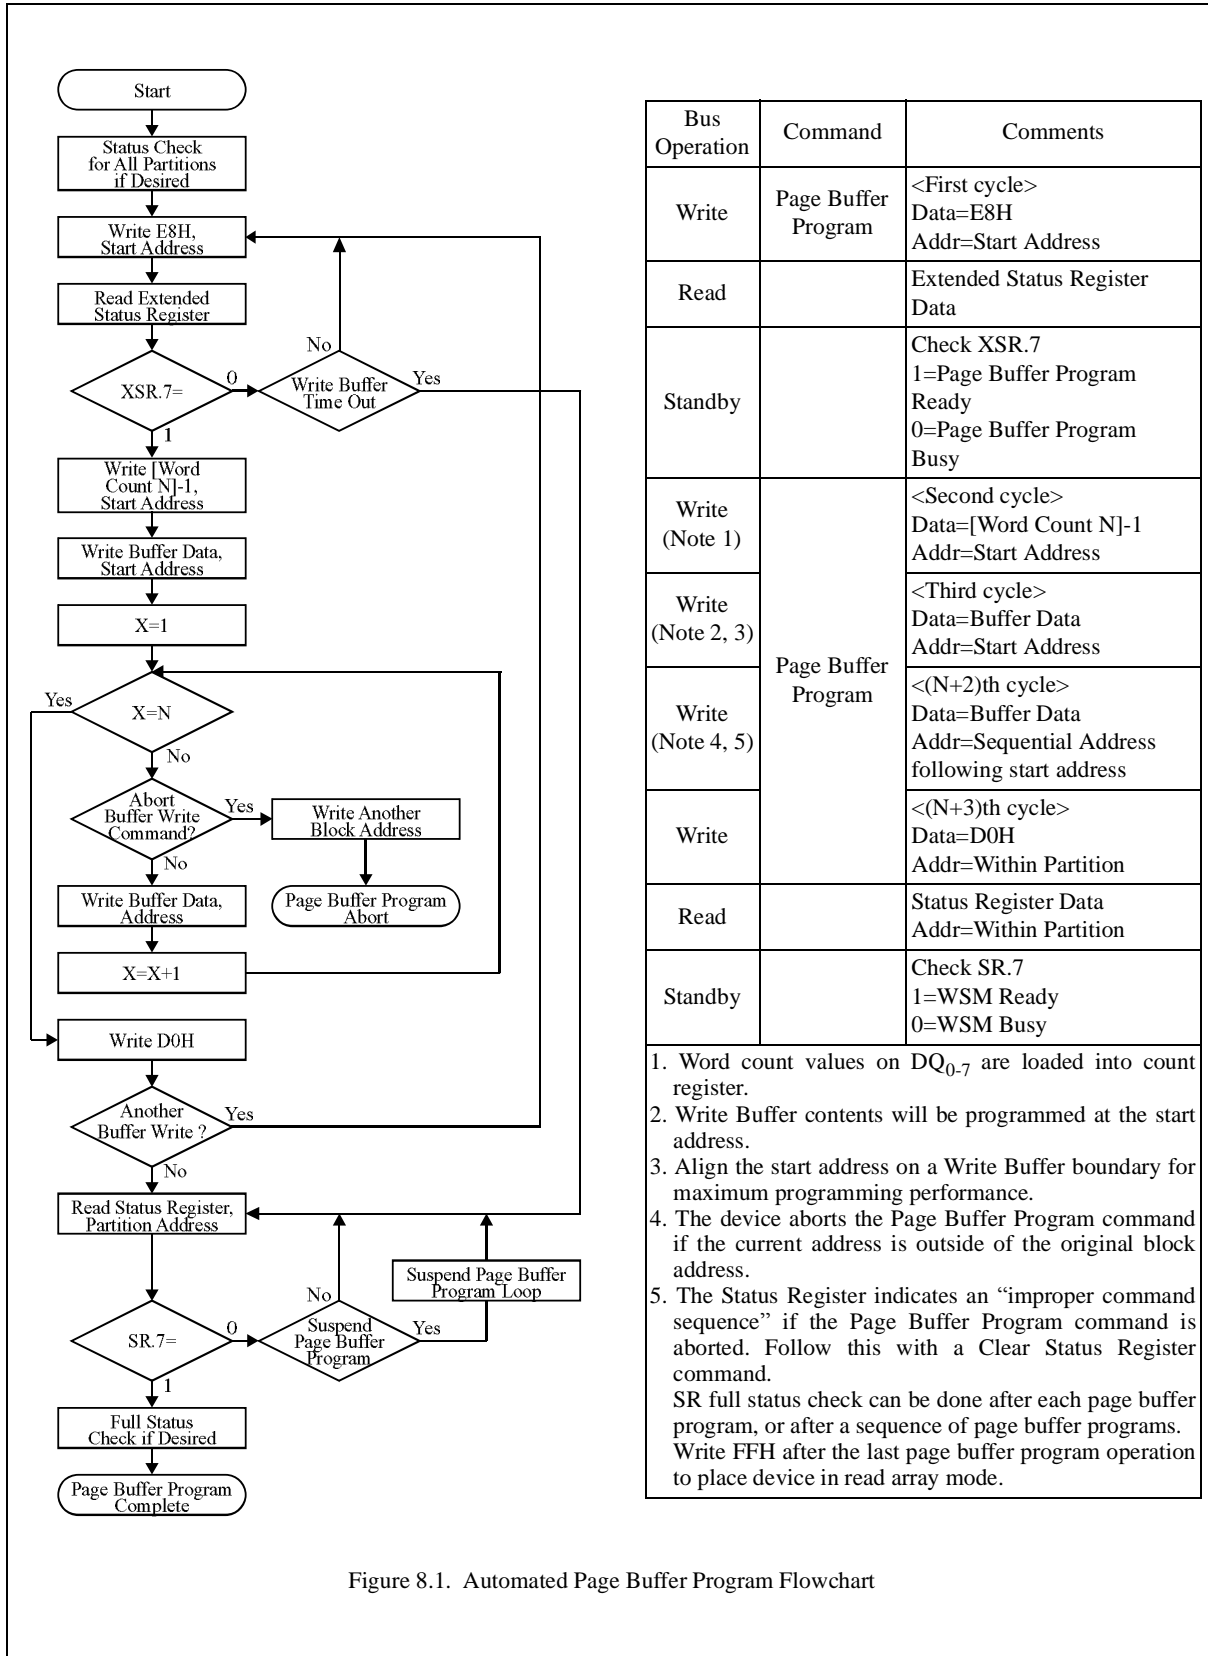 Start
Status Check
for All Partitions
if Desired
Write E8H,
Start Address
Read Extended
Status Register
XSR.7=
0
No
Write Buffer
Time Out
Yes
1
Write [Word
Count N]-1,
Start Address
Write Buffer Data,
Start Address
X=1
Yes
X=N
No
Abort
Buffer Write
Command?
Yes
Write Another
Block Address
No
Page Buffer Program
Abort
Write Buffer Data,
Address
X=X+1
Write D0H
Another
Buffer Write ?
Yes
No
Read Status Register,
Partition Address
Suspend Page Buffer
Program Loop
No
SR.7=
0
Suspend
Page Buffer
Program
Yes
1
Full Status
Check if Desired
Page Buffer Program
Complete
Bus
Operation
Command
Comments
Write
Page Buffer
Program
<First cycle>
Data=E8H
Addr=Start Address
Read
Extended Status Register
Data
Standby
Check XSR.7
1=Page Buffer Program
Ready
0=Page Buffer Program
Busy
Write
(Note 1)
Page Buffer
Program
<Second cycle>
Data=[Word Count N]-1
Addr=Start Address
Write
(Note 2, 3)
<Third cycle>
Data=Buffer Data
Addr=Start Address
Write
(Note 4, 5)
<(N+2)th cycle>
Data=Buffer Data
Addr=Sequential Address
following start address
Write
<(N+3)th cycle>
Data=D0H
Addr=Within Partition
Read
Status Register Data
Addr=Within Partition
Standby
Check SR.7
1=WSM Ready
0=WSM Busy
1. Word count values on DQ0-7 are loaded into count
register.
2. Write Buffer contents will be programmed at the start
address.
3. Align the start address on a Write Buffer boundary for
maximum programming performance.
4. The device aborts the Page Buffer Program command
if the current address is outside of the original block
address.
5. The Status Register indicates an “improper command
sequence” if the Page Buffer Program command is
aborted. Follow this with a Clear Status Register
command.
SR full status check can be done after each page buffer
program, or after a sequence of page buffer programs.
Write FFH after the last page buffer program operation
to place device in read array mode.
Figure 8.1. Automated Page Buffer Program Flowchart